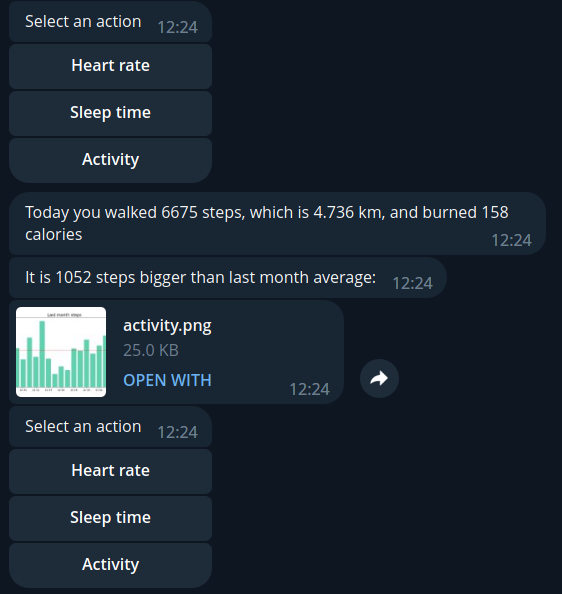 Select an action 12:24
Heart rate
Sleep time
Activity
Today you walked 6675 steps, which is 4.736 km, and burned 158
calories 12:24
It is 1052 steps bigger than last month average: 12:24
Last month steps
activity.png
25.0 KB
OPEN WITH 12:24
Select an action 12:24
Heart rate
Sleep time
Activity